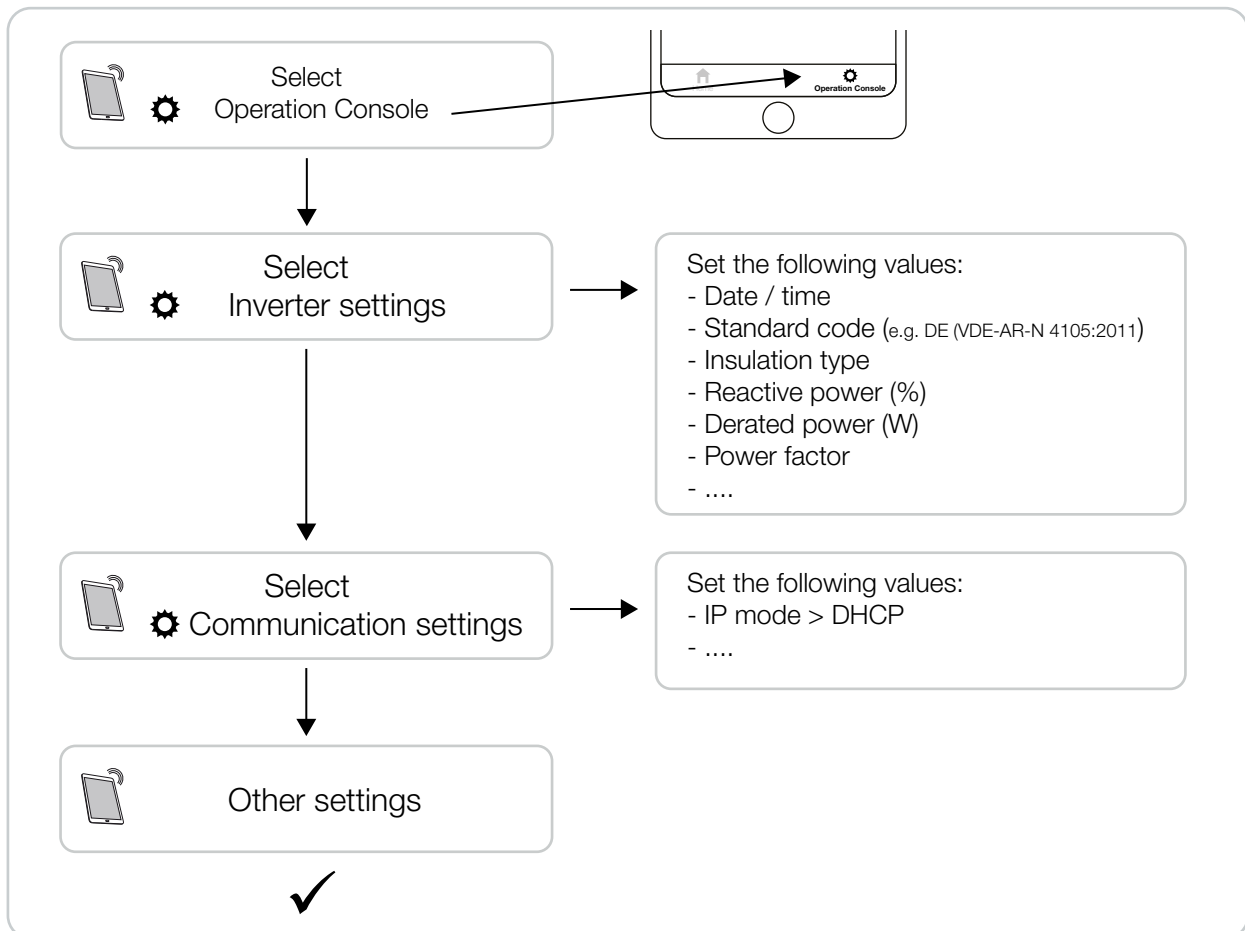 Select
Operation Console
Operation Console
Select
Inverter settings
Set the following values:
- Date / time
- Standard code (e.g. DE (VDE-AR-N 4105:2011)
- Insulation type
- Reactive power (%)
- Derated power (W)
- Power factor
- ....
Select
Communication settings
Set the following values:
- IP mode > DHCP
- ....
Other settings